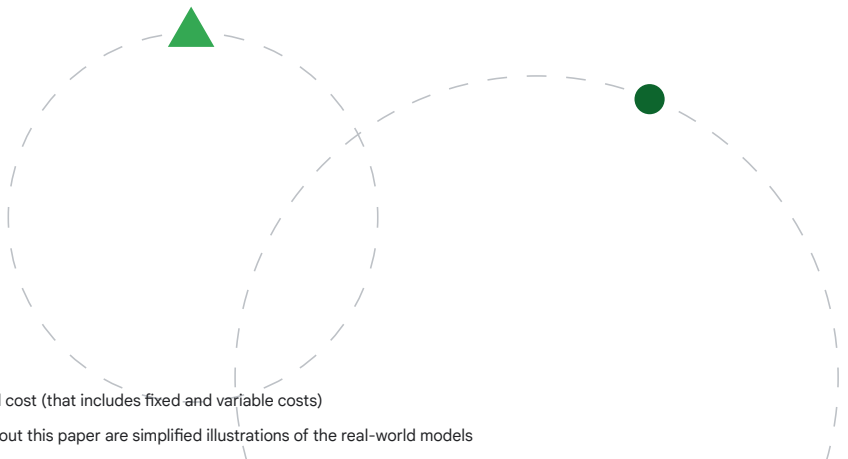 cost (that includes fixed and variable costs)
out this paper are simplified illustrations of the real-world models